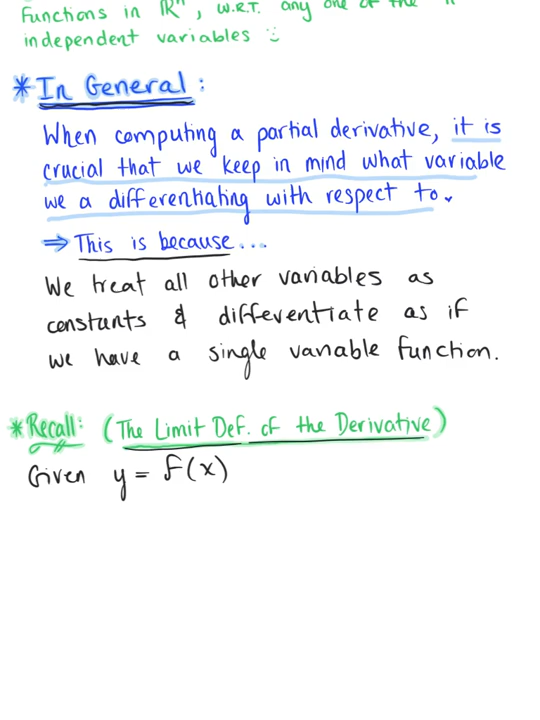 Functions in ℝⁿ, W.R.T. any one of the n
independent variables :)
* In General:
When computing a partial derivative, it is
crucial that we keep in mind what variable
we a differentiating with respect to.
⇒ This is because...
We treat all other variables as
constants & differentiate as if
we have a single variable function.
* Recall: (The Limit Def. of the Derivative)
Given y = f(x)